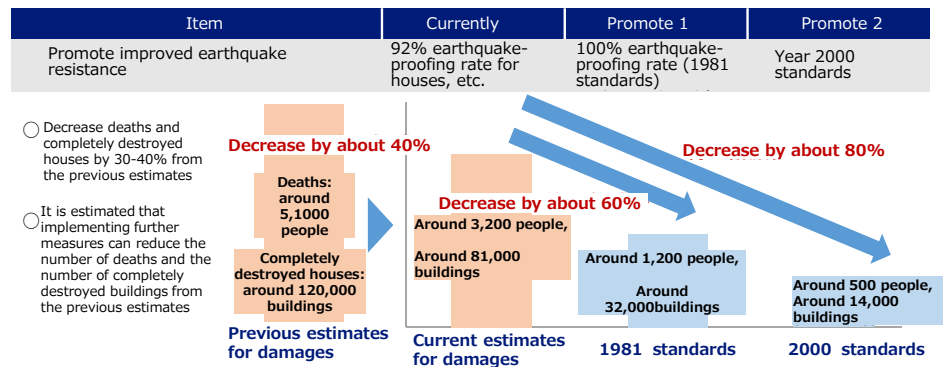 Item
Currently
Promote 1
Promote 2
Promote improved earthquake
resistance
92% earthquake-
proofing rate for
houses, etc.
100% earthquake-
proofing rate (1981
standards)
Year 2000
standards
Decrease deaths and
completely destroyed
houses by 30-40% from
the previous estimates
It is estimated that
implementing further
measures can reduce the
number of deaths and the
number of completely
destroyed buildings from
the previous estimates
Decrease by about 40%
Deaths:
around
5,1000
people
Completely
destroyed houses:
around 120,000
buildings
Previous estimates
for damages
Decrease by about 60%
Around 3,200 people,
Around 81,000
buildings
Current estimates
for damages
Around 1,200 people,
Around
32,000buildings
1981 standards
Decrease by about 80%
Around 500 people,
Around 14,000
buildings
2000 standards